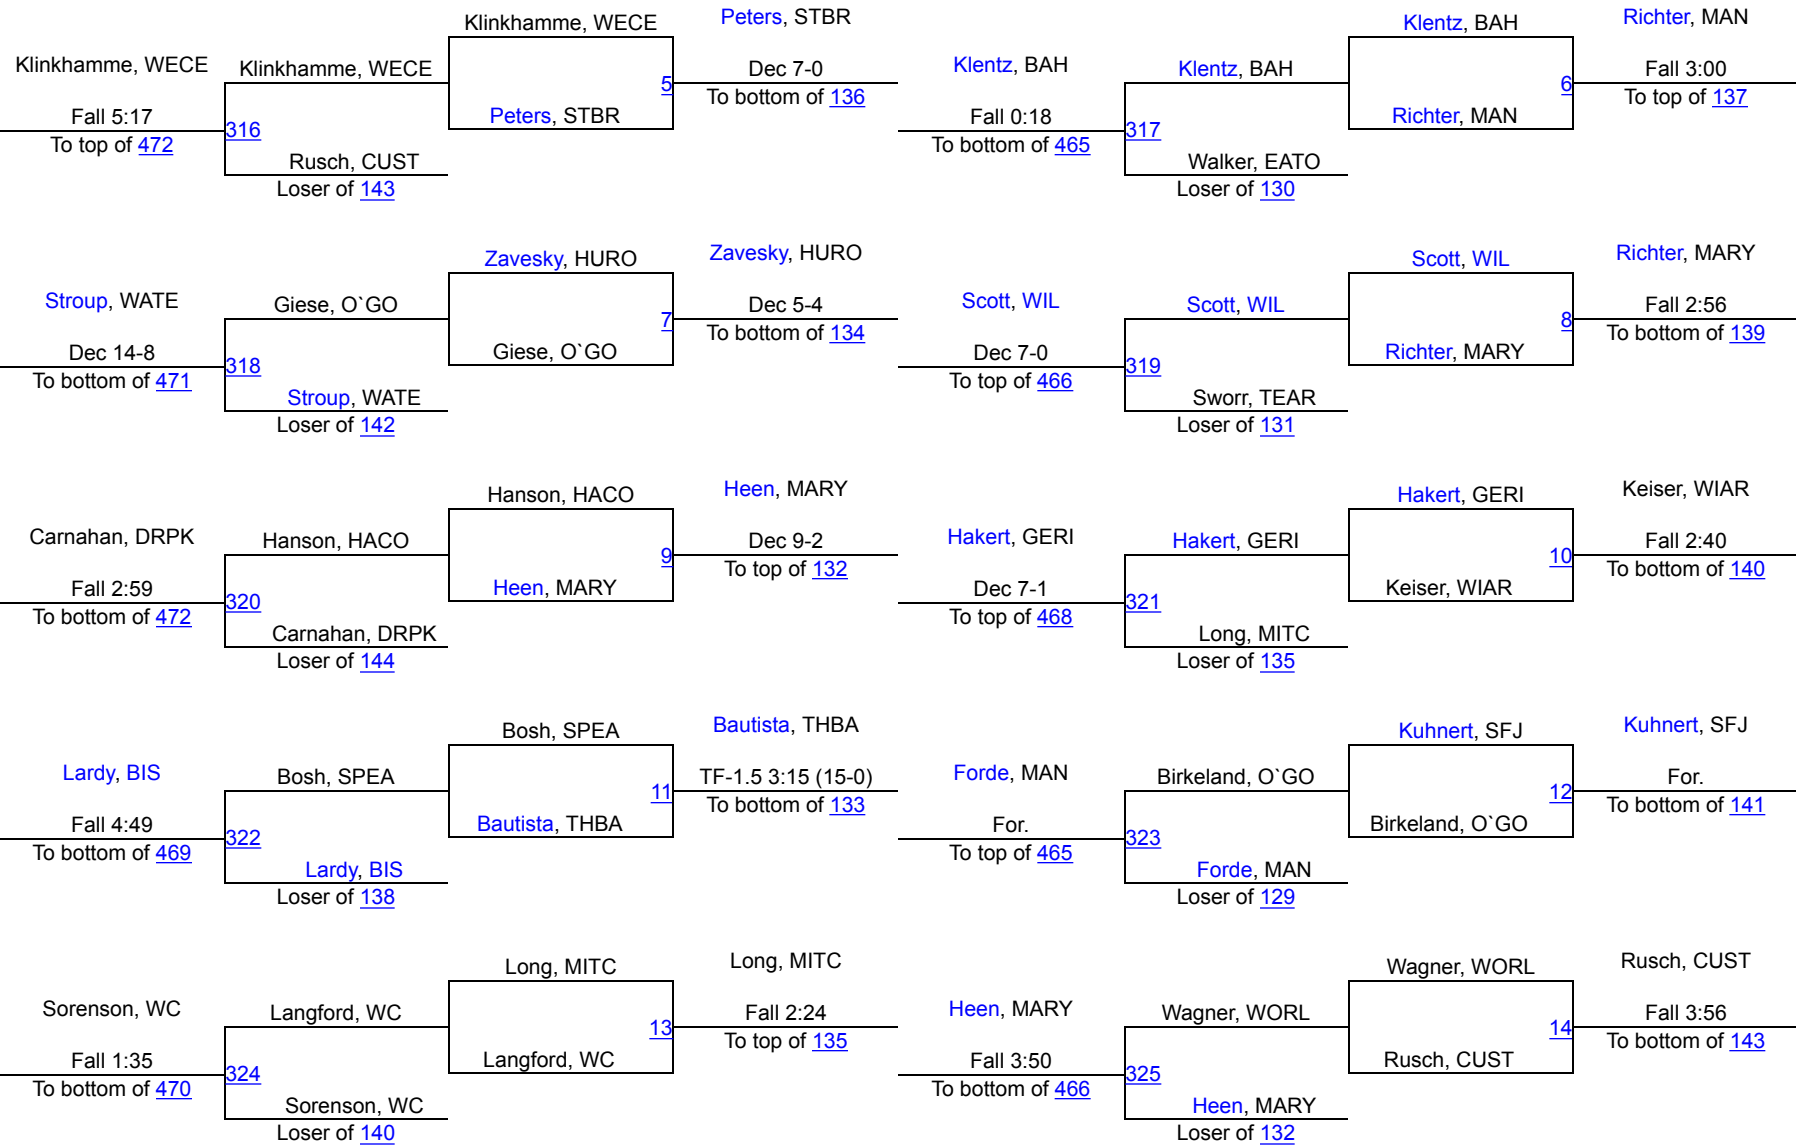 Klinkhamme, WECE
Peters, STBR
Klinkhamme, WECE
Klinkhamme, WECE
Dec 7-0
5
To bottom of 136
Fall 5:17
Peters, STBR
316
To top of 472
Rusch, CUST
Loser of 143
Klentz, BAH
Richter, MAN
Klentz, BAH
Klentz, BAH
Fall 3:00
6
To top of 137
Fall 0:18
Richter, MAN
317
To bottom of 465
Walker, EATO
Loser of 130
Zavesky, HURO
Zavesky, HURO
Stroup, WATE
Giese, O`GO
Dec 5-4
7
To bottom of 134
Dec 14-8
Giese, O`GO
318
To bottom of 471
Stroup, WATE
Loser of 142
Scott, WIL
Richter, MARY
Scott, WIL
Scott, WIL
Fall 2:56
8
To bottom of 139
Dec 7-0
Richter, MARY
319
To top of 466
Sworr, TEAR
Loser of 131
Hanson, HACO
Heen, MARY
Carnahan, DRPK
Hanson, HACO
Dec 9-2
9
To top of 132
Fall 2:59
Heen, MARY
320
To bottom of 472
Carnahan, DRPK
Loser of 144
Hakert, GERI
Keiser, WIAR
Hakert, GERI
Hakert, GERI
Fall 2:40
10
To bottom of 140
Dec 7-1
Keiser, WIAR
321
To top of 468
Long, MITC
Loser of 135
Bosh, SPEA
Bautista, THBA
Lardy, BIS
Bosh, SPEA
TF-1.5 3:15 (15-0)
11
To bottom of 133
Fall 4:49
Bautista, THBA
322
To bottom of 469
Lardy, BIS
Loser of 138
Kuhnert, SFJ
Kuhnert, SFJ
Forde, MAN
Birkeland, O`GO
For.
12
To bottom of 141
For.
Birkeland, O`GO
323
To top of 465
Forde, MAN
Loser of 129
Long, MITC
Long, MITC
Sorenson, WC
Langford, WC
Fall 2:24
13
To top of 135
Fall 1:35
Langford, WC
324
To bottom of 470
Sorenson, WC
Loser of 140
Wagner, WORL
Rusch, CUST
Heen, MARY
Wagner, WORL
Fall 3:56
14
To bottom of 143
Fall 3:50
Rusch, CUST
325
To bottom of 466
Heen, MARY
Loser of 132